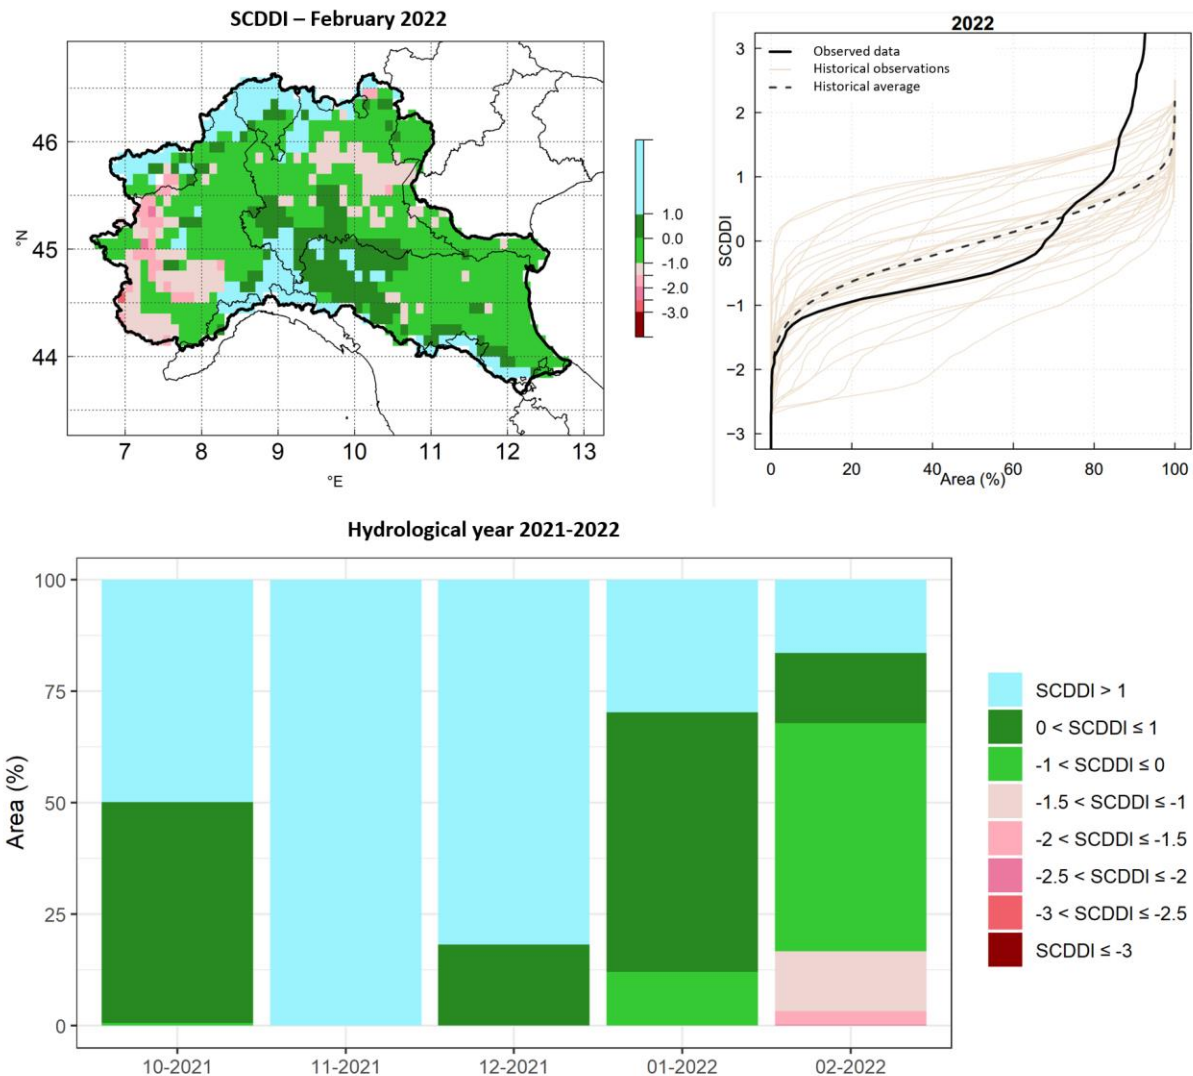 SCDDI – February 2022
46
45
44
°N
7 8 9 10 11 12 13
°E
1.0
0.0
-1.0
-2.0
-3.0
2022
Observed data
Historical observations
Historical average
3
2
1
0
−1
−2
−3
SCDDI
0 20 40 60 80 100
Area (%)
Hydrological year 2021-2022
100
75
50
25
0
Area (%)
10-2021 11-2021 12-2021 01-2022 02-2022
SCDDI > 1
0 < SCDDI ≤ 1
-1 < SCDDI ≤ 0
-1.5 < SCDDI ≤ -1
-2 < SCDDI ≤ -1.5
-2.5 < SCDDI ≤ -2
-3 < SCDDI ≤ -2.5
SCDDI ≤ -3